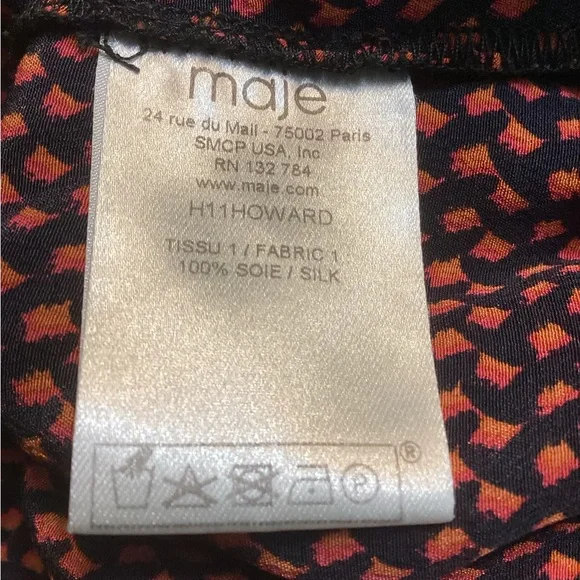 maje
24 rue du Mail - 75002 Paris
SMCP USA, Inc
RN 132 784
www.maje.com
H11HOWARD
TISSU 1 / FABRIC 1
100% SOIE / SILK
®
P